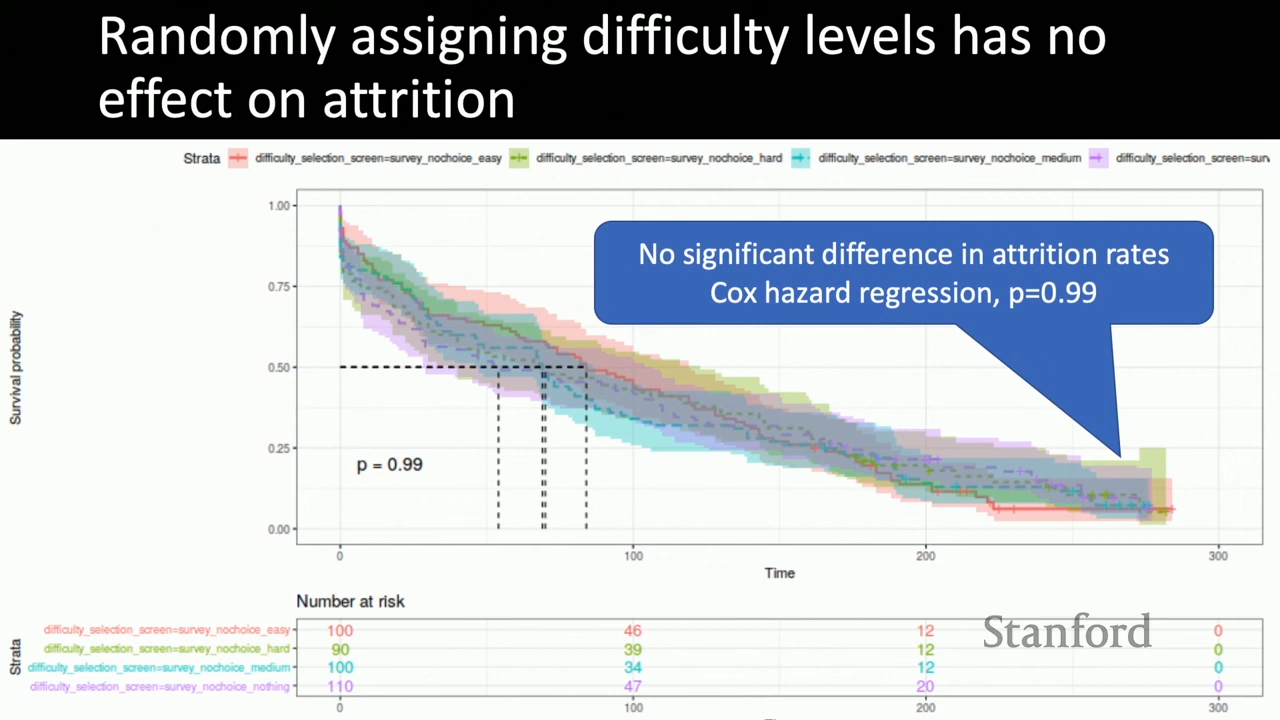 Randomly assigning difficulty levels has no
effect on attrition
Strata difficulty_selection_screen=survey_nochoice_easy difficulty_selection_screen=survey_nochoice_hard difficulty_selection_screen=survey_nochoice_medium difficulty_selection_screen=surv
1.00
0.75
0.50
0.25
0.00
Survival probability
No significant difference in attrition rates
Cox hazard regression, p=0.99
p = 0.99
0 100 200 300
Time
Number at risk
Strata
difficulty_selection_screen=survey_nochoice_easy 100 46 12 0
difficulty_selection_screen=survey_nochoice_hard 90 39 12 0
difficulty_selection_screen=survey_nochoice_medium 100 34 12 0
difficulty_selection_screen=survey_nochoice_nothing 110 47 20 0
Stanford
0 100 200 300